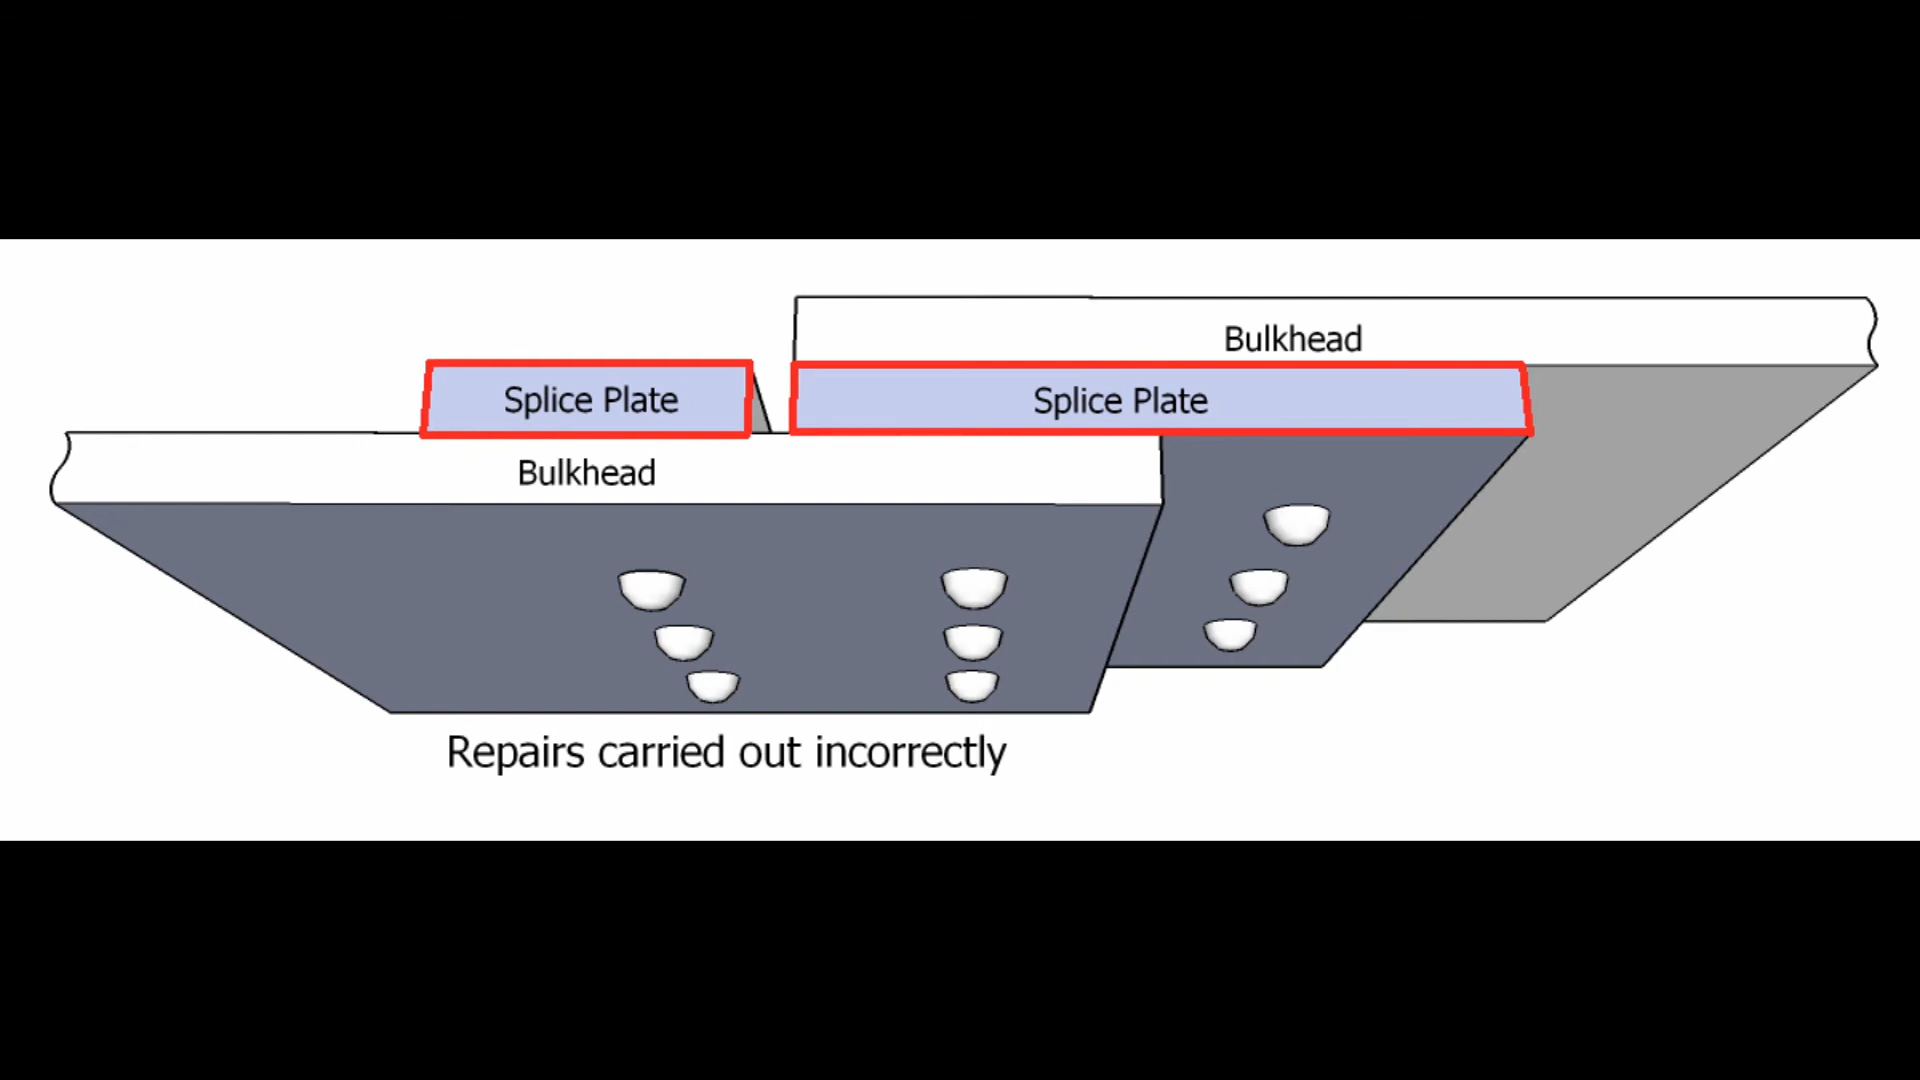 Bulkhead
Splice Plate
Splice Plate
Bulkhead
Repairs carried out incorrectly